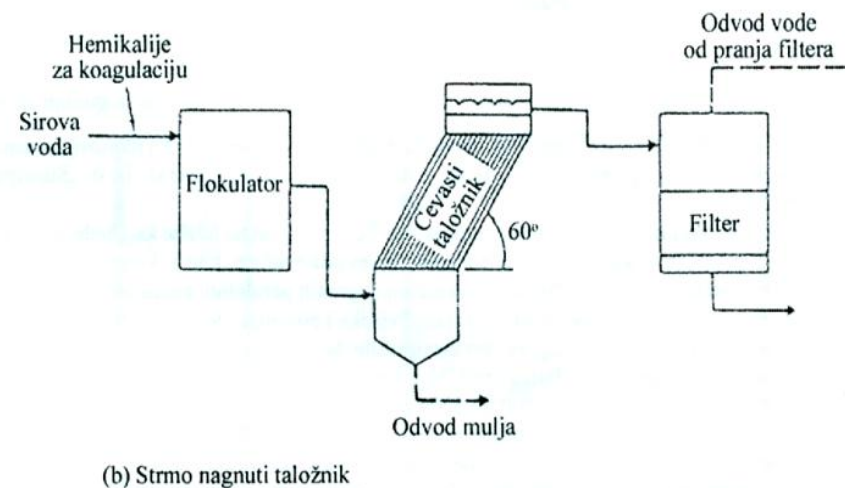 Hemikalije
za koagulaciju
Sirova
voda
Flokulator
Cevasti
taložnik
60°
Odvod mulja
Odvod vode
od pranja filtera
Filter
(b) Strmo nagnuti taložnik